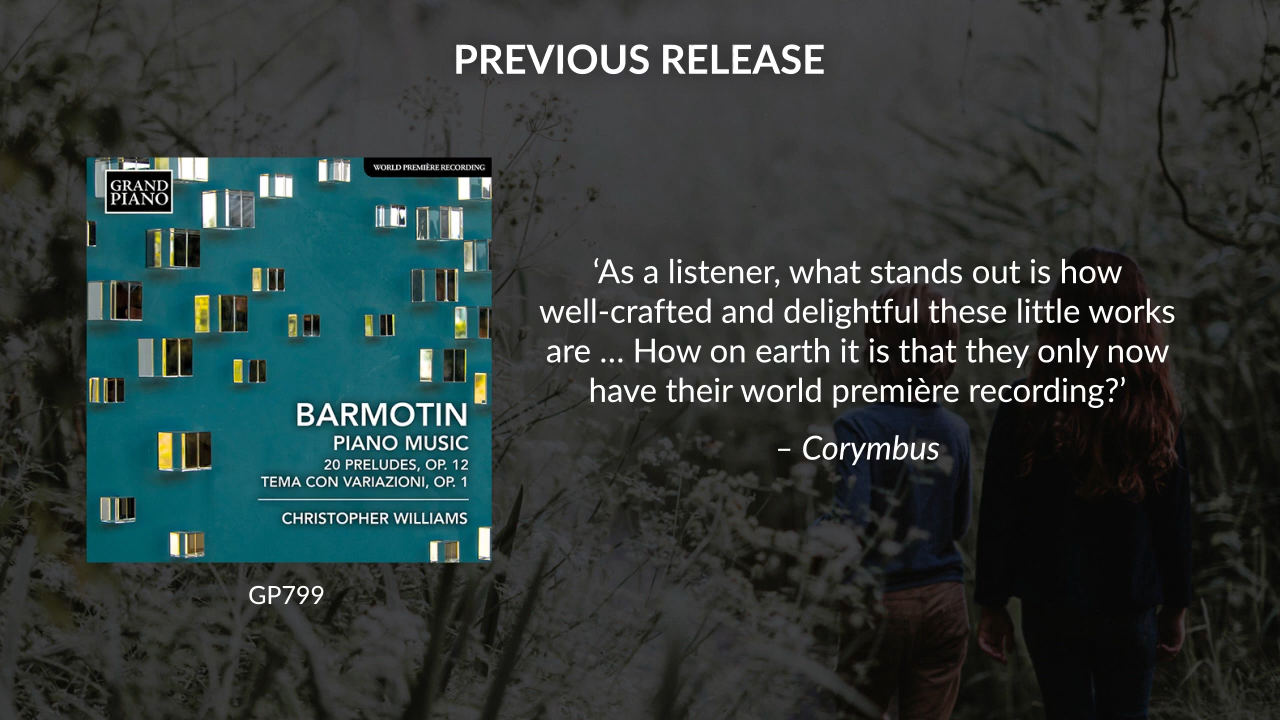 PREVIOUS RELEASE
WORLD PREMIÈRE RECORDING
GRAND
PIANO
BARMOTIN
PIANO MUSIC
20 PRELUDES, OP. 12
TEMA CON VARIAZIONI, OP. 1
CHRISTOPHER WILLIAMS
GP799
‘As a listener, what stands out is how
well-crafted and delightful these little works
are ... How on earth it is that they only now
have their world première recording?’
– Corymbus